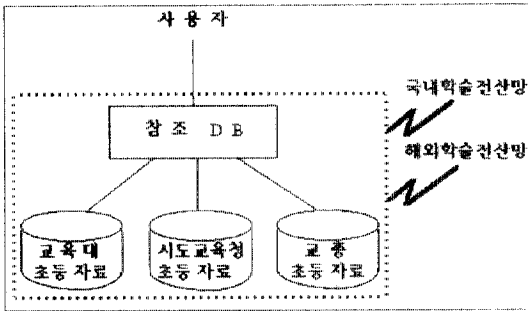 사 용 자
국내학술전산망
참 조 D B
해외학술전산망
교 육 대
초등 자료
시도교육청
초등 자료
교 총
초등 자료